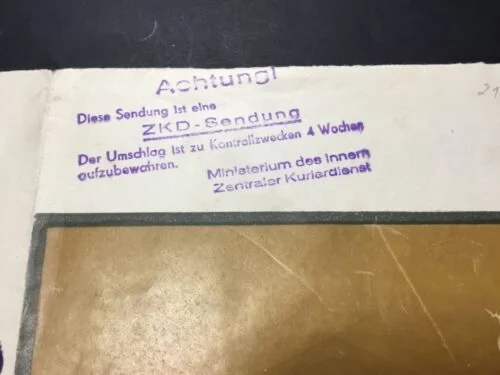 Achtung!
Diese Sendung ist eine
ZKD-Sendung
Der Umschlag ist zu Kontrollzwecken 4 Wochen
aufzubewahren.
Ministerium des Innern
Zentraler Kurierdienst